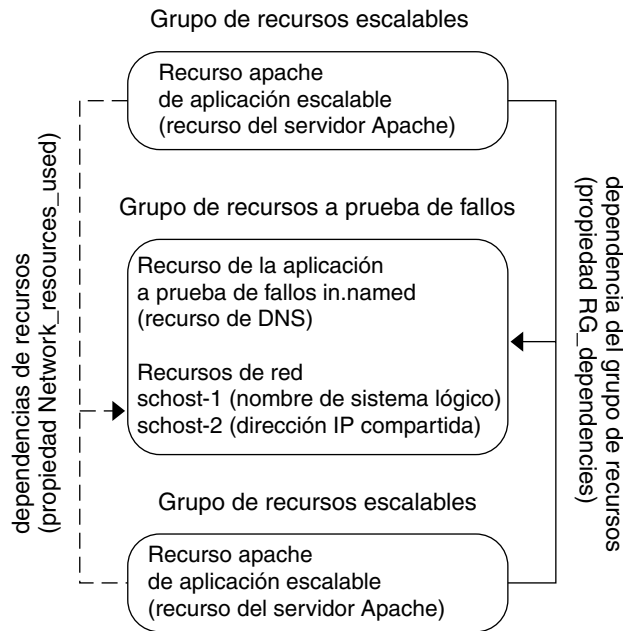 Grupo de recursos escalables
Recurso apache
de aplicación escalable
(recurso del servidor Apache)
Grupo de recursos a prueba de fallos
Recurso de la aplicación
a prueba de fallos in.named
(recurso de DNS)
Recursos de red
schost-1 (nombre de sistema lógico)
schost-2 (dirección IP compartida)
Grupo de recursos escalables
Recurso apache
de aplicación escalable
(recurso del servidor Apache)
dependencias de recursos
(propiedad Network_resources_used)
dependencia del grupo de recursos
(propiedad RG_dependencies)